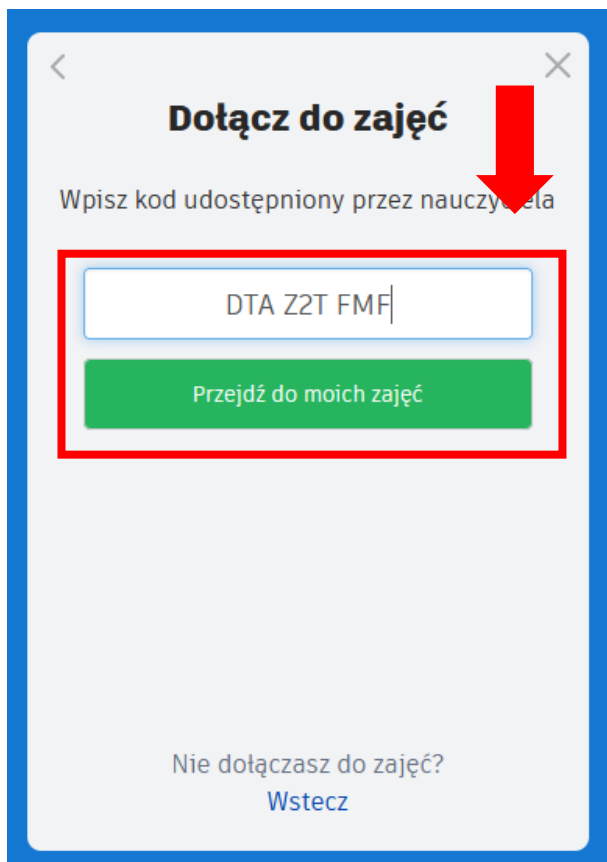 Dołącz do zajęć
Wpisz kod udostępniony przez nauczyciela
DTA Z2T FMF
Przejdź do moich zajęć
Nie dołączasz do zajęć?
Wstecz